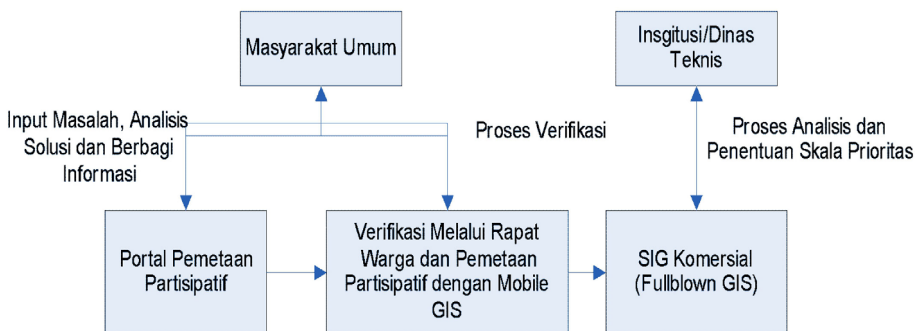 Masyarakat Umum
Insgitusi/Dinas
Teknis
Input Masalah, Analisis
Solusi dan Berbagi
Informasi
Proses Verifikasi
Proses Analisis dan
Penentuan Skala Prioritas
Portal Pemetaan
Partisipatif
Verifikasi Melalui Rapat
Warga dan Pemetaan
Partisipatif dengan Mobile
GIS
SIG Komersial
(Fullblown GIS)